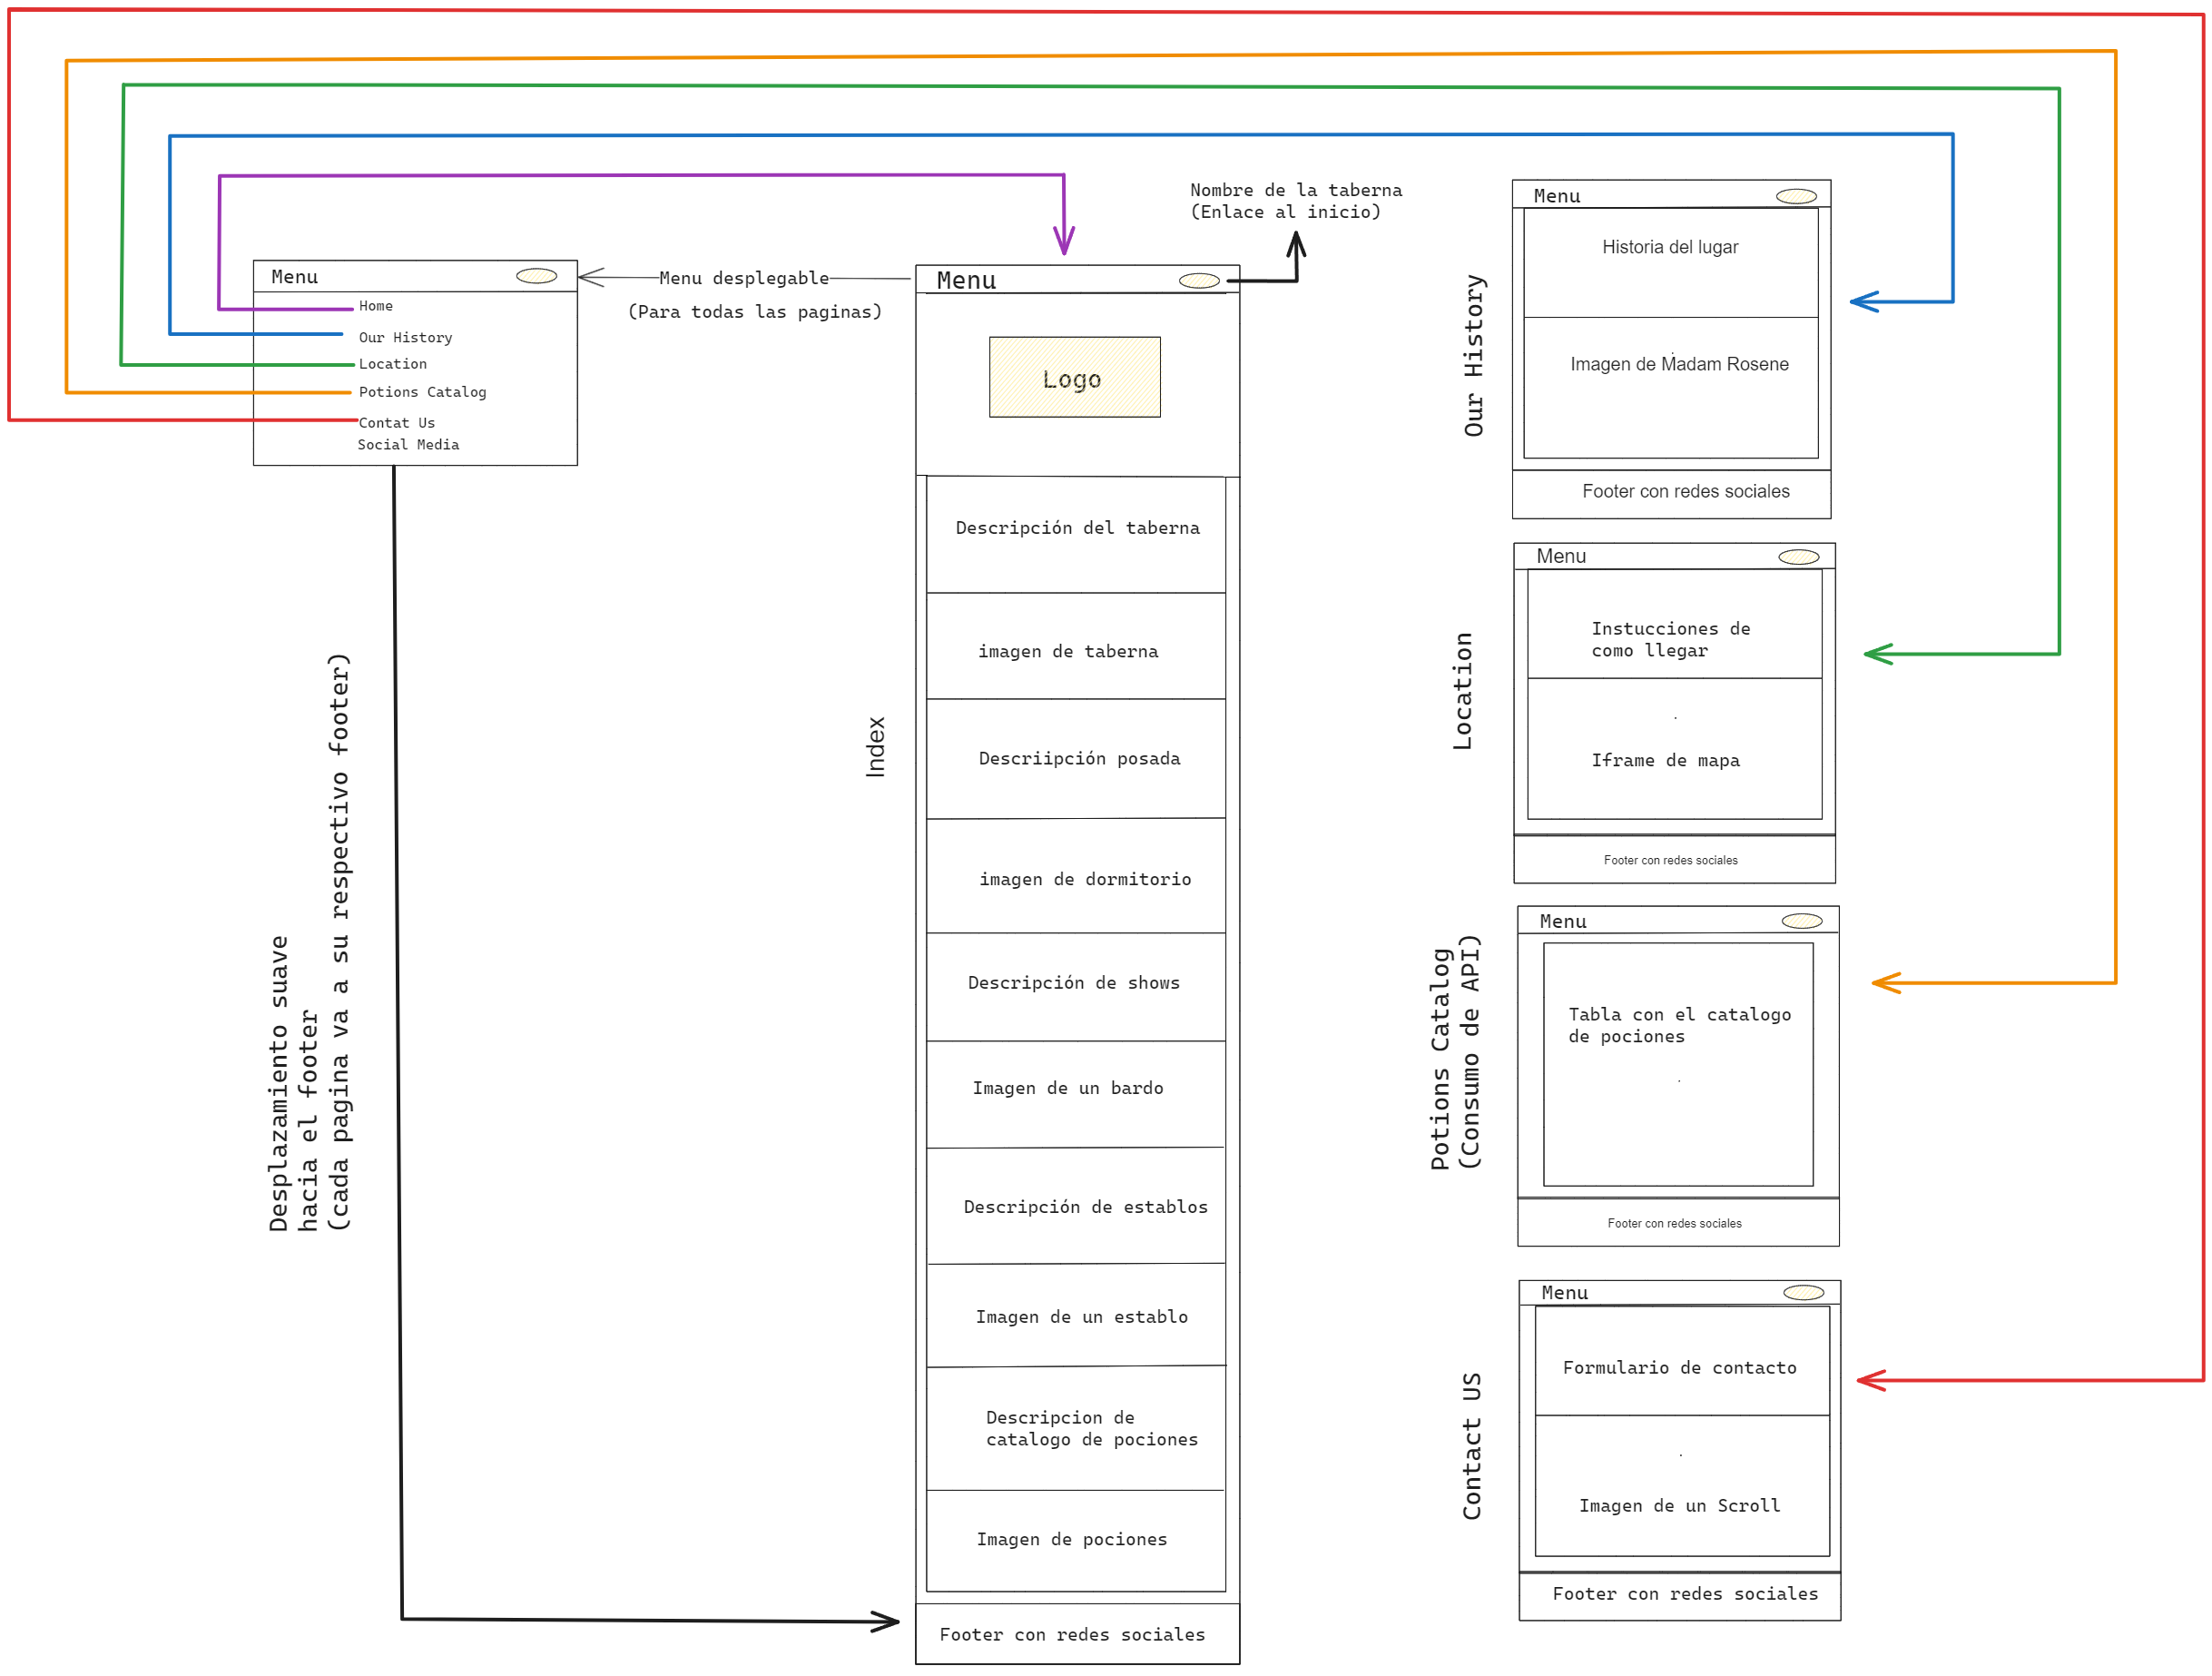 Nombre de la taberna
(Enlace al inicio)
Menu
Home
Our History
Location
Potions Catalog
Contat Us
Social Media
Menu desplegable
(Para todas las paginas)
Desplazamiento suave
hacia el footer
(cada pagina va a su respectivo footer)
Index
Menu
Logo
Descripción del taberna
imagen de taberna
Descriipción posada
imagen de dormitorio
Descripción de shows
Imagen de un bardo
Descripción de establos
Imagen de un establo
Descripcion de
catalogo de pociones
Imagen de pociones
Footer con redes sociales
Our History
Menu
Historia del lugar
Imagen de Madam Rosene
Footer con redes sociales
Location
Menu
Instucciones de
como llegar
Iframe de mapa
Footer con redes sociales
Potions Catalog
(Consumo de API)
Menu
Tabla con el catalogo
de pociones
Footer con redes sociales
Contact US
Menu
Formulario de contacto
Imagen de un Scroll
Footer con redes sociales